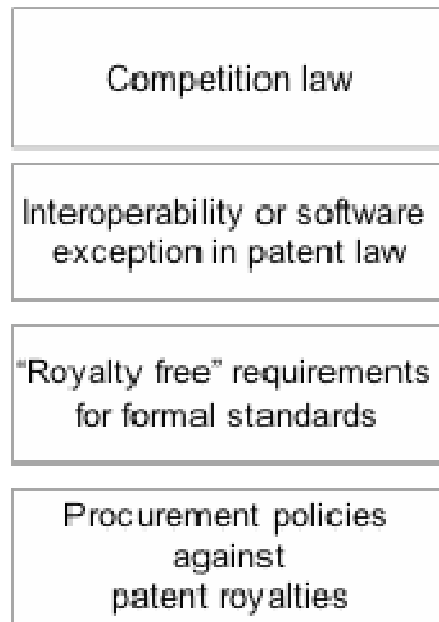 Competition law
Interoperability or software
exception in patent law
“Royalty free” requirements
for formal standards
Procurement policies
against
patent royalties